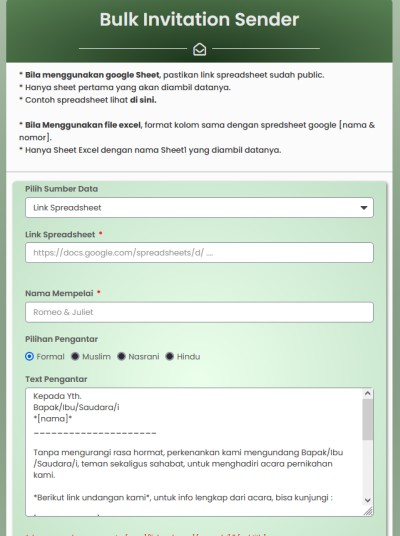 Bulk Invitation Sender
* Bila menggunakan google Sheet, pastikan link spreadsheet sudah public.
* Hanya sheet pertama yang akan diambil datanya.
* Contoh spreadsheet lihat di sini.
* Bila Menggunakan file excel, format kolom sama dengan spredsheet google [nama &
nomor].
* Hanya Sheet Excel dengan nama Sheet1 yang diambil datanya.
Pilih Sumber Data
Link Spreadsheet
Link Spreadsheet *
https://docs.google.com/spreadsheets/d/ ....
Nama Mempelai *
Romeo & Juliet
Pilihan Pengantar
Formal Muslim Nasrani Hindu
Text Pengantar
Kepada Yth.
Bapak/Ibu/Saudara/i
*[nama]*
_____________________
Tanpa mengurangi rasa hormat, perkenankan kami mengundang Bapak/Ibu
/Saudara/i, teman sekaligus sahabat, untuk menghadiri acara pernikahan
kami.
*Berikut link undangan kami*, untuk info lengkap dari acara, bisa kunjungi :